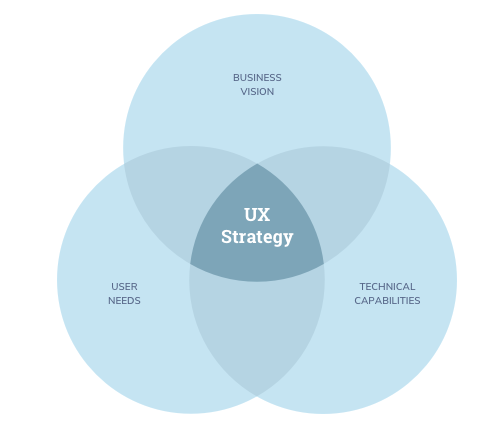 BUSINESS
VISION
UX
Strategy
USER
NEEDS
TECHNICAL
CAPABILITIES